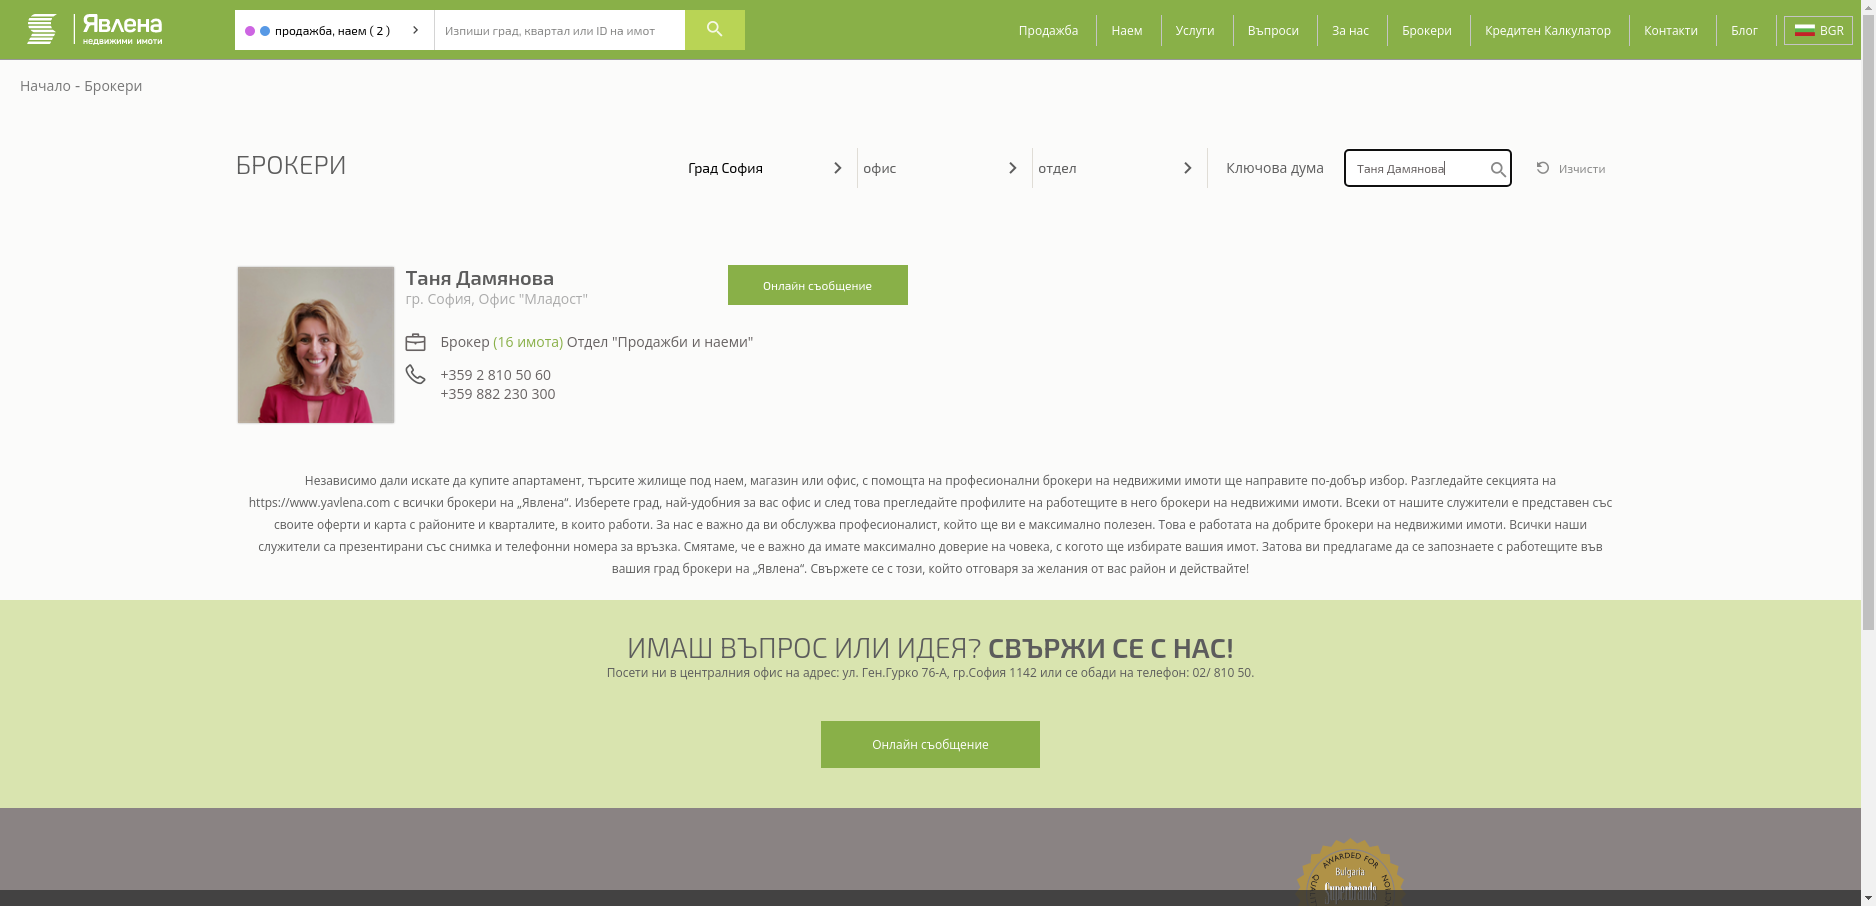 Явлена
недвижими имоти
продажба, наем ( 2 )
Изпиши град, квартал или ID на имот
Продажба
Наем
Услуги
Въпроси
За нас
Брокери
Кредитен Калкулатор
Контакти
Блог
BGR
Начало - Брокери
БРОКЕРИ
Град София
офис
отдел
Ключова дума
Таня Дамянова
Изчисти
Таня Дамянова
гр. София, Офис "Младост"
Онлайн съобщение
Брокер (16 имота) Отдел "Продажби и наеми"
+359 2 810 50 60
+359 882 230 300
Независимо дали искате да купите апартамент, търсите жилище под наем, магазин или офис, с помощта на професионални брокери на недвижими имоти ще направите по-добър избор. Разгледайте секцията на
https://www.yavlena.com с всички брокери на „Явлена“. Изберете град, най-удобния за вас офис и след това прегледайте профилите на работещите в него брокери на недвижими имоти. Всеки от нашите служители е представен със
своите оферти и карта с районите и кварталите, в които работи. За нас е важно да ви обслужва професионалист, който ще ви е максимално полезен. Това е работата на добрите брокери на недвижими имоти. Всички наши
служители са презентирани със снимка и телефонни номера за връзка. Смятаме, че е важно да имате максимално доверие на човека, с когото ще избирате вашия имот. Затова ви предлагаме да се запознаете с работещите във
вашия град брокери на „Явлена“. Свържете се с този, който отговаря за желания от вас район и действайте!
ИМАШ ВЪПРОС ИЛИ ИДЕЯ? СВЪРЖИ СЕ С НАС!
Посети ни в централния офис на адрес: ул. Ген.Гурко 76-А, гр.София 1142 или се обади на телефон: 02/ 810 50.
Онлайн съобщение
AWARDED FOR
Bulgaria